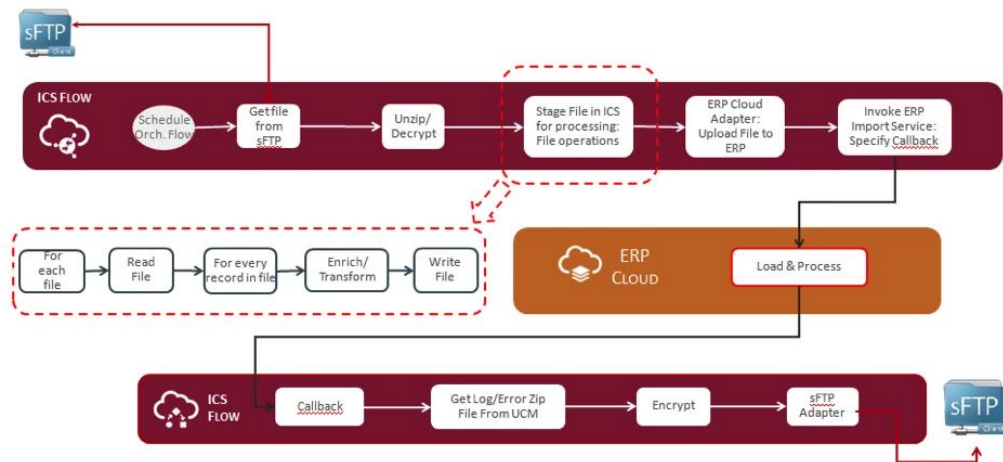 sFTP
Client
ICS FLOW
Schedule
Orch. Flow
Get file
from
sFTP
Unzip/
Decrypt
Stage File in ICS
for processing:
File operations
ERP Cloud
Adapter:
Upload File to
ERP
Invoke ERP
Import Service:
Specify Callback
For
each
file
Read
File
For every
record in file
Enrich/
Transform
Write
File
ERP
CLOUD
Load & Process
ICS
FLOW
Callback
Get Log/Error Zip
File From UCM
Encrypt
sFTP
Adapter
sFTP
Client